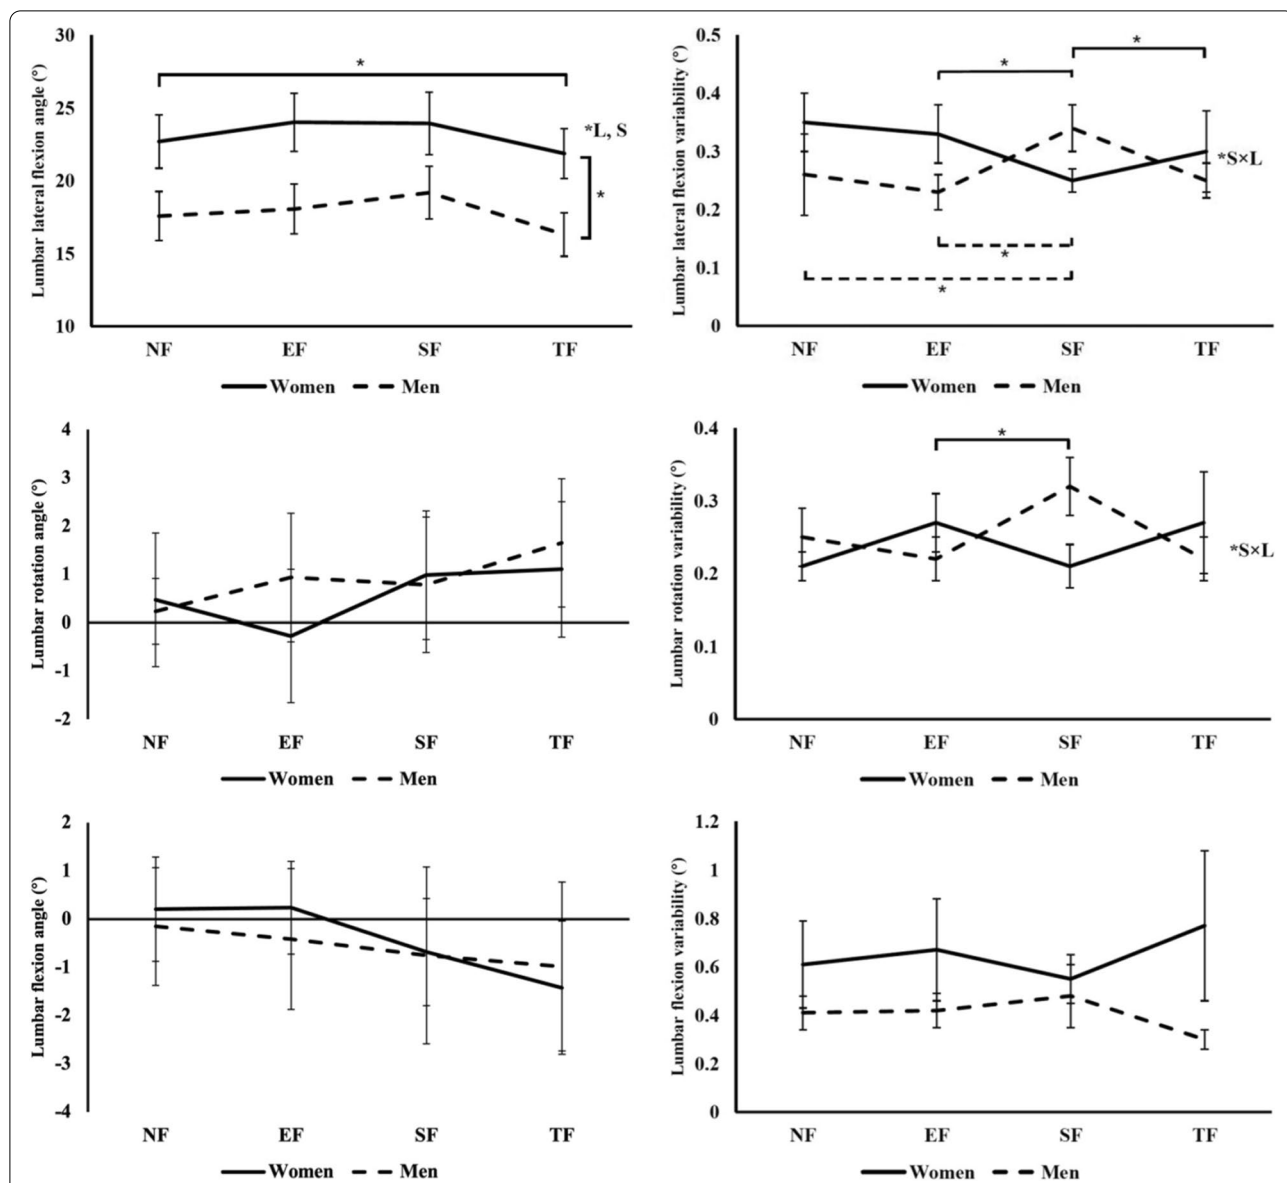 Lumbar lateral flexion angle (°)
30
25
20
15
10
*
*L, S
*
NF EF SF TF
Women Men
Lumbar lateral flexion variability (°)
0.5
0.4
0.3
0.2
0.1
0
*
*
*S×L
*
*
NF EF SF TF
Women Men
Lumbar rotation angle (°)
4
3
2
1
0
-1
-2
NF EF SF TF
Women Men
Lumbar rotation variability (°)
0.4
0.3
0.2
0.1
0
*
*S×L
NF EF SF TF
Women Men
Lumbar flexion angle (°)
2
1
0
-1
-2
-3
-4
NF EF SF TF
Women Men
Lumbar flexion variability (°)
1.2
1
0.8
0.6
0.4
0.2
0
NF EF SF TF
Women Men